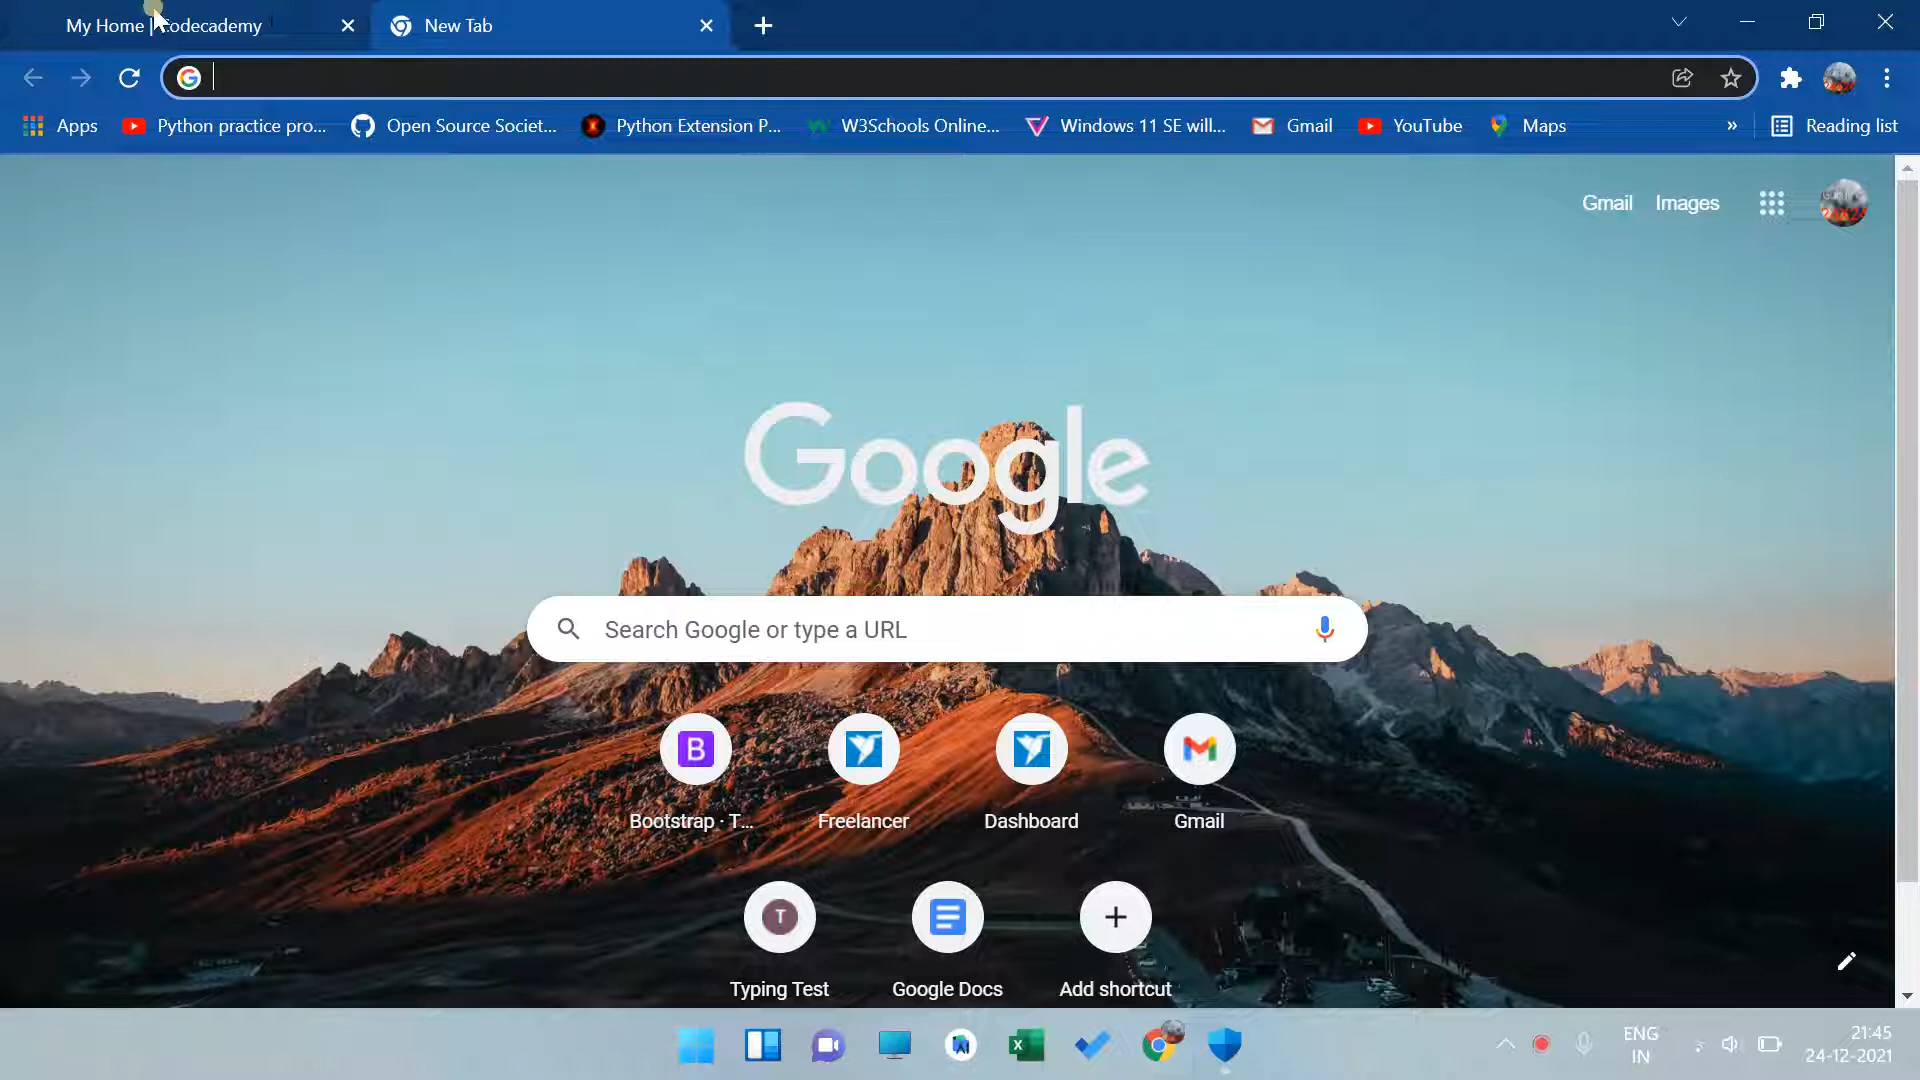 My Home | Codecademy
New Tab
Apps
Python practice pro...
Open Source Societ...
Python Extension P...
W3Schools Online...
Windows 11 SE will...
Gmail
YouTube
Maps
»
Reading list
Gmail
Images
Google
Search Google or type a URL
Bootstrap · T...
Freelancer
Dashboard
Gmail
T
Typing Test
Google Docs
Add shortcut
ENG
IN
21:45
24-12-2021